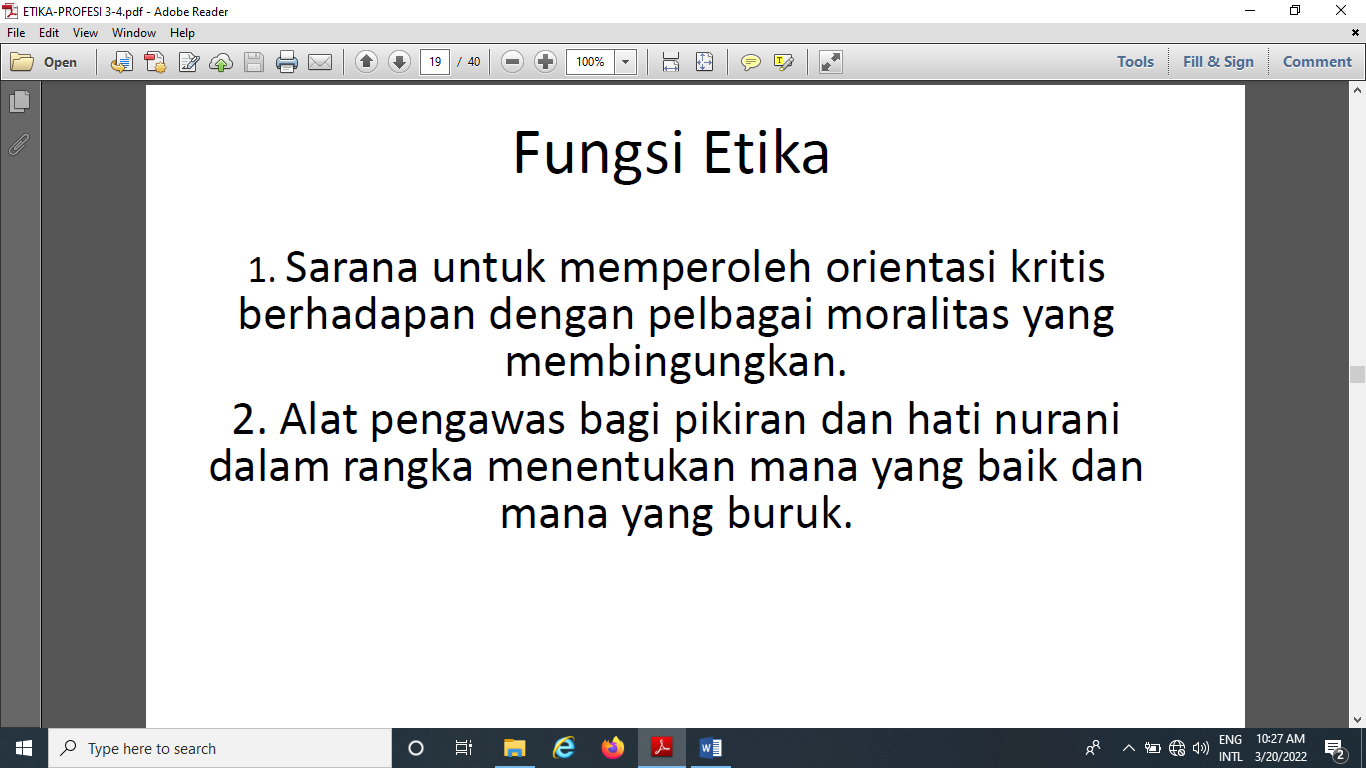 ETIKA-PROFESI 3-4.pdf - Adobe Reader
File Edit View Window Help
Open 19 / 40 100% Tools Fill & Sign Comment
Fungsi Etika
1. Sarana untuk memperoleh orientasi kritis
berhadapan dengan pelbagai moralitas yang
membingungkan.
2. Alat pengawas bagi pikiran dan hati nurani
dalam rangka menentukan mana yang baik dan
mana yang buruk.
Type here to search
ENG 10:27 AM
INTL 3/20/2022 2